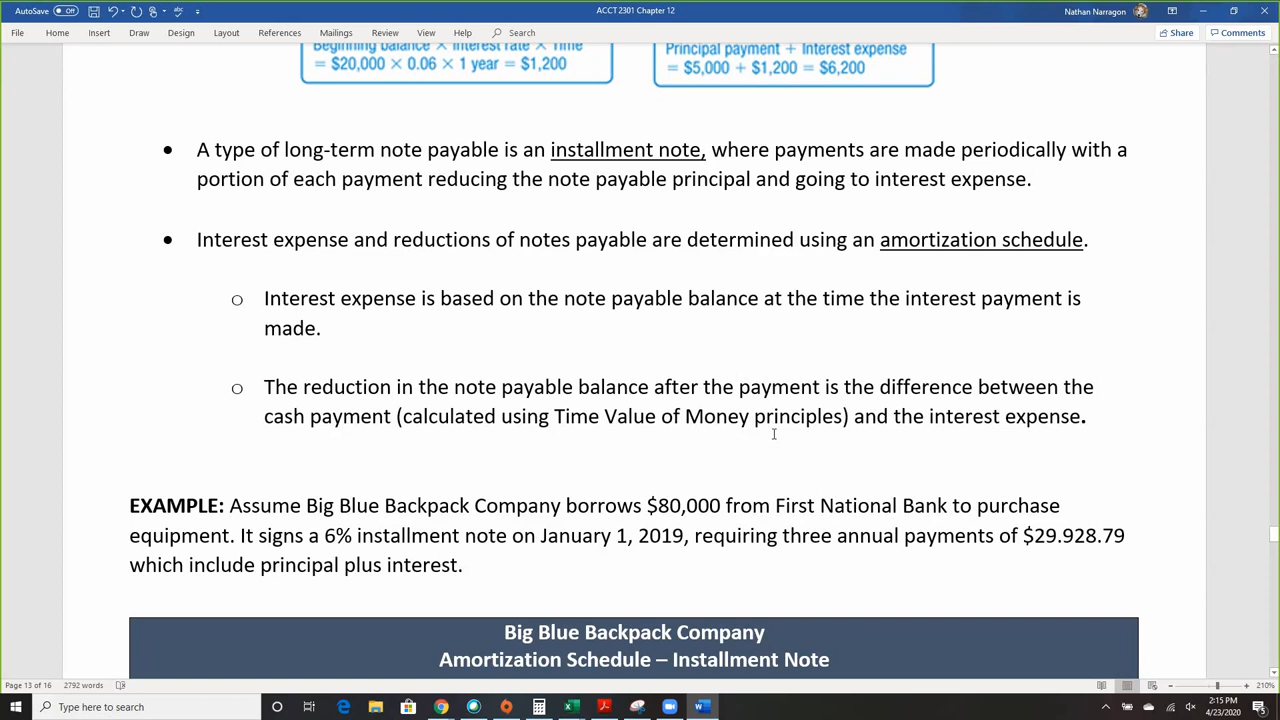 AutoSave Off
ACCT 2301 Chapter 12
Nathan Narragon
File Home Insert Draw Design Layout References Mailings Review View Help Search Share Comments
Beginning balance × Interest rate × Time
= $20,000 × 0.06 × 1 year = $1,200
Principal payment + Interest expense
= $5,000 + $1,200 = $6,200
• A type of long-term note payable is an installment note, where payments are made periodically with a
portion of each payment reducing the note payable principal and going to interest expense.
• Interest expense and reductions of notes payable are determined using an amortization schedule.
o Interest expense is based on the note payable balance at the time the interest payment is
made.
o The reduction in the note payable balance after the payment is the difference between the
cash payment (calculated using Time Value of Money principles) and the interest expense.
EXAMPLE: Assume Big Blue Backpack Company borrows $80,000 from First National Bank to purchase
equipment. It signs a 6% installment note on January 1, 2019, requiring three annual payments of $29.928.79
which include principal plus interest.
Big Blue Backpack Company
Amortization Schedule – Installment Note
Page 13 of 16 2792 words 210%
Type here to search
2:15 PM
4/23/2020